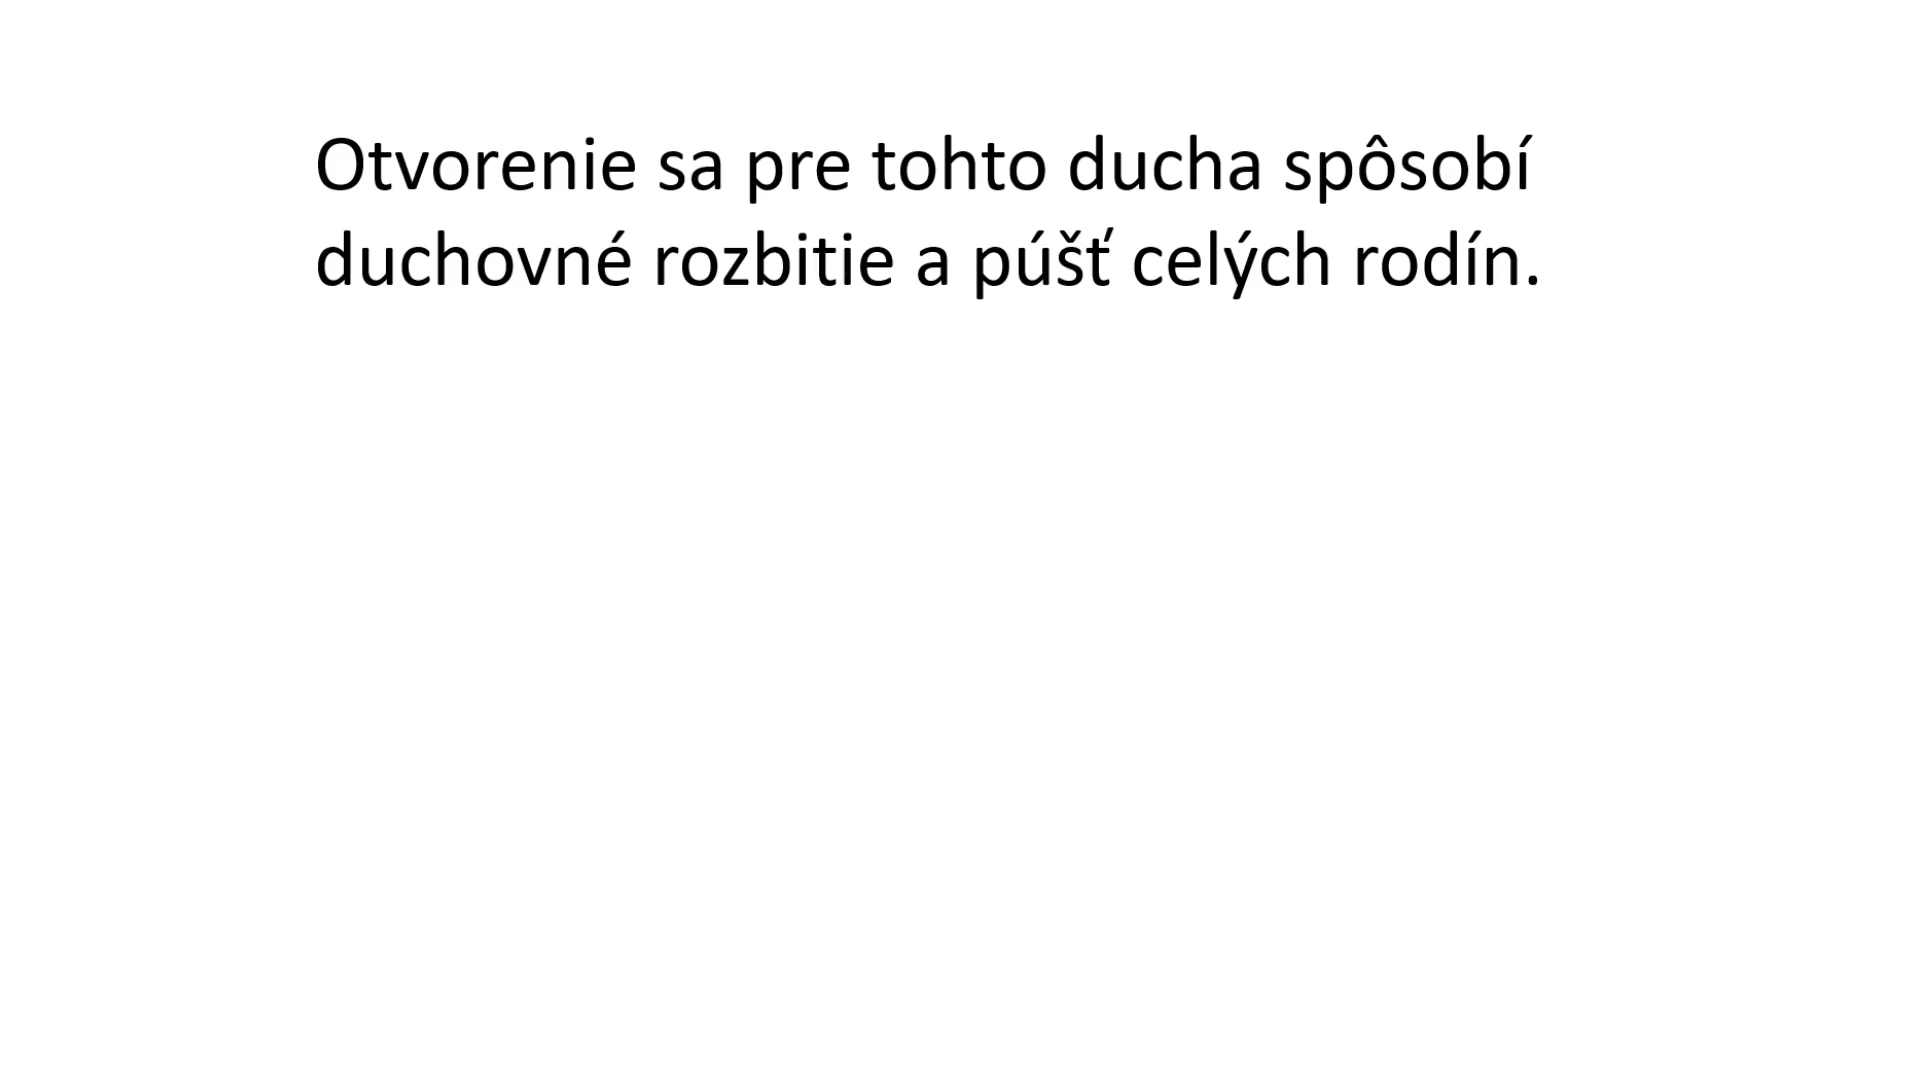 Otvorenie sa pre tohto ducha spôsobí
duchovné rozbitie a púšť celých rodín.